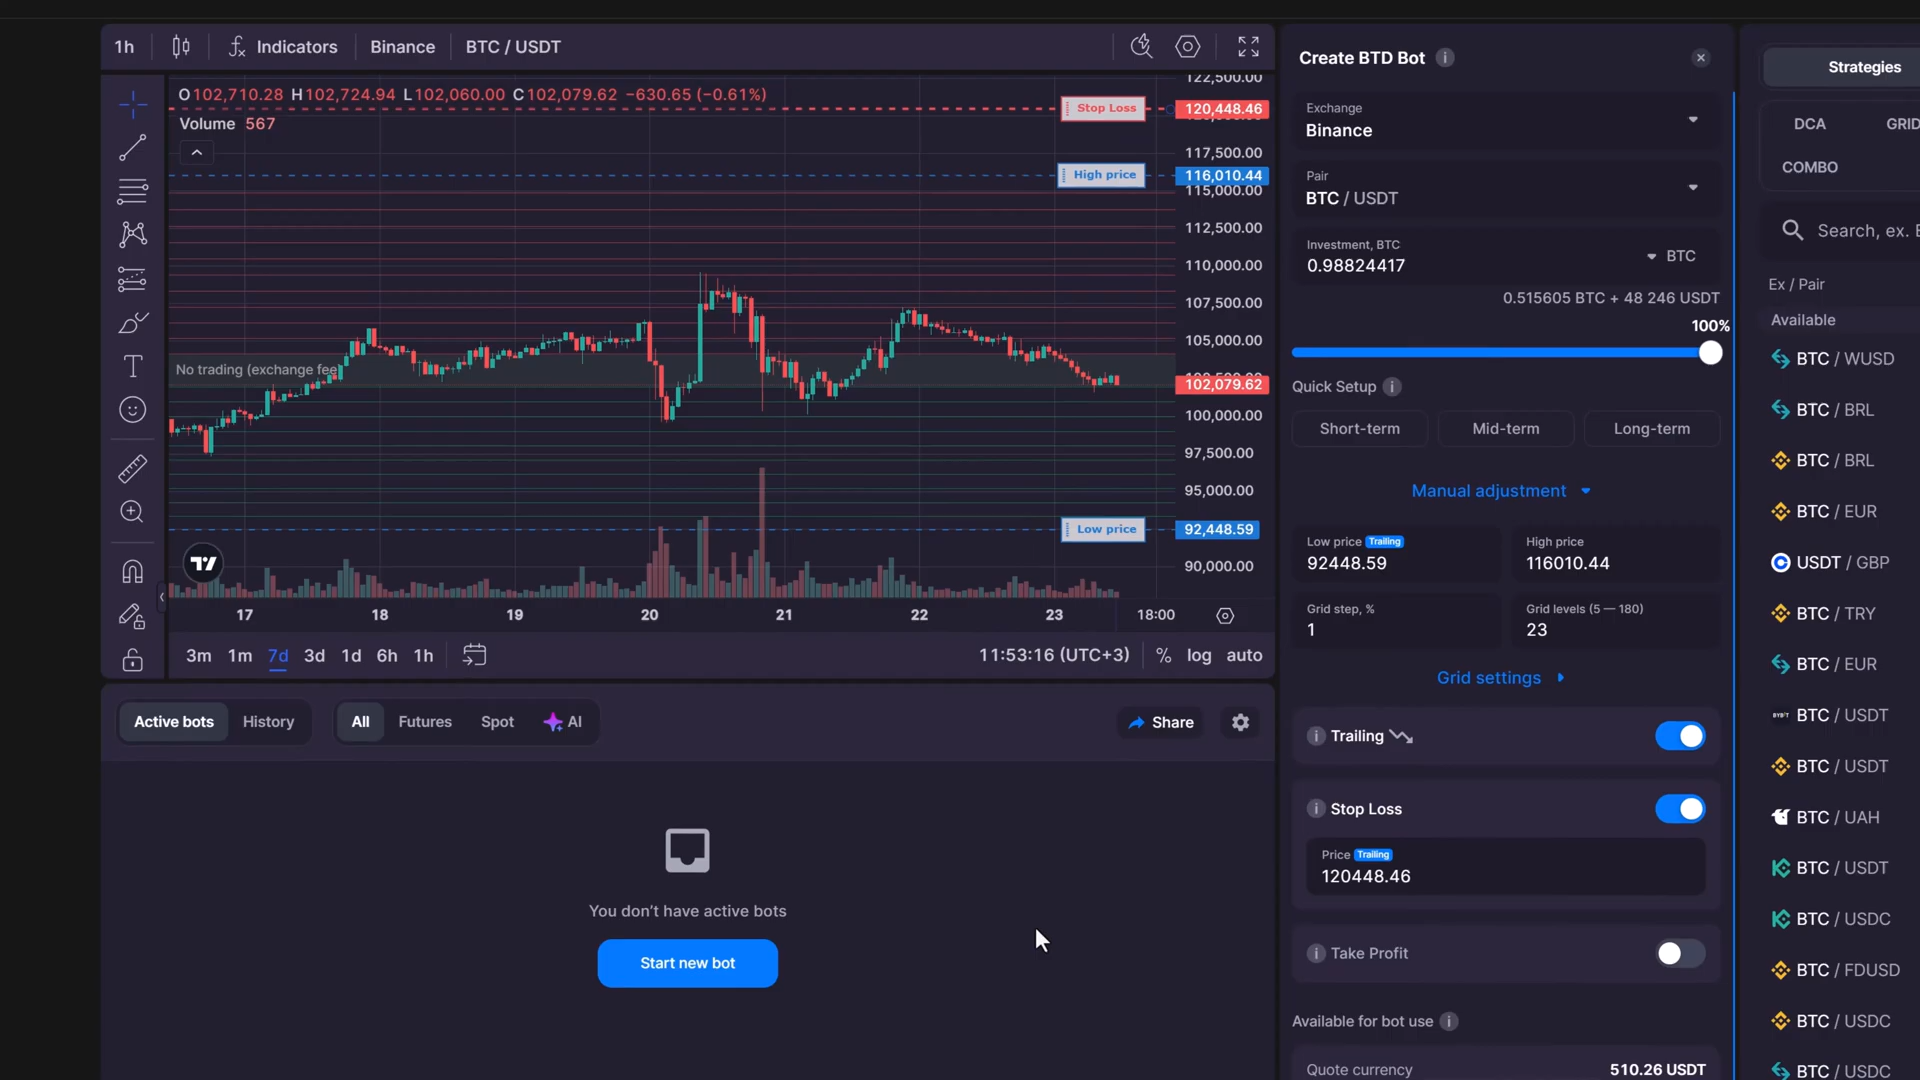 1h
Indicators
Binance
BTC / USDT
O102,710.28 H102,724.94 L102,060.00 C102,079.62 −630.65 (−0.61%)
Volume 567
122,500.00
Stop Loss
120,448.46
117,500.00
High price
116,010.44
115,000.00
112,500.00
110,000.00
107,500.00
105,000.00
No trading (exchange fee)
102,079.62
100,000.00
97,500.00
95,000.00
Low price
92,448.59
90,000.00
17 18 19 20 21 22 23 18:00
3m 1m 7d 3d 1d 6h 1h
11:53:16 (UTC+3)
% log auto
Active bots
History
All
Futures
Spot
AI
Share
You don't have active bots
Start new bot
Create BTD Bot
Exchange
Binance
Pair
BTC / USDT
Investment, BTC
0.98824417
BTC
0.515605 BTC + 48 246 USDT
100%
Quick Setup
Short-term
Mid-term
Long-term
Manual adjustment
Low price Trailing
92448.59
High price
116010.44
Grid step, %
1
Grid levels (5 — 180)
23
Grid settings
Trailing
Stop Loss
Price Trailing
120448.46
Take Profit
Available for bot use
Quote currency
510.26 USDT
Strategies
DCA
GRID
COMBO
Search, ex.
Ex / Pair
Available
BTC / WUSD
BTC / BRL
BTC / BRL
BTC / EUR
USDT / GBP
BTC / TRY
BTC / EUR
BYBIT
BTC / USDT
BTC / USDT
BTC / UAH
BTC / USDT
BTC / USDC
BTC / FDUSD
BTC / USDC
BTC / USDC